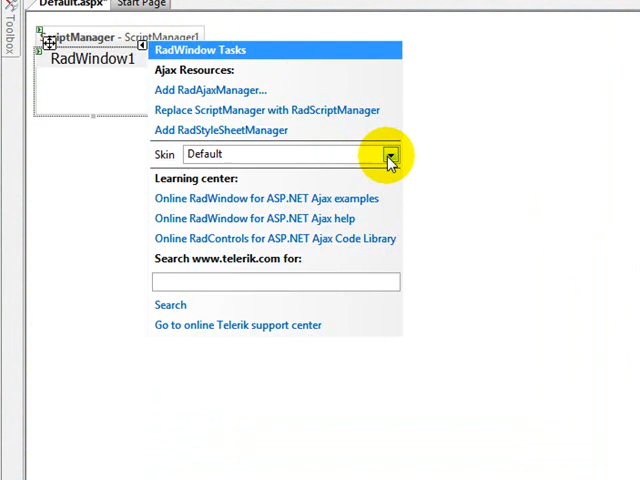 Default.aspx* Start Page
Toolbox
ScriptManager - ScriptManager1
RadWindow1
RadWindow Tasks
Ajax Resources:
Add RadAjaxManager...
Replace ScriptManager with RadScriptManager
Add RadStyleSheetManager
Skin Default
Learning center:
Online RadWindow for ASP.NET Ajax examples
Online RadWindow for ASP.NET Ajax help
Online RadControls for ASP.NET Ajax Code Library
Search www.telerik.com for:
Search
Go to online Telerik support center